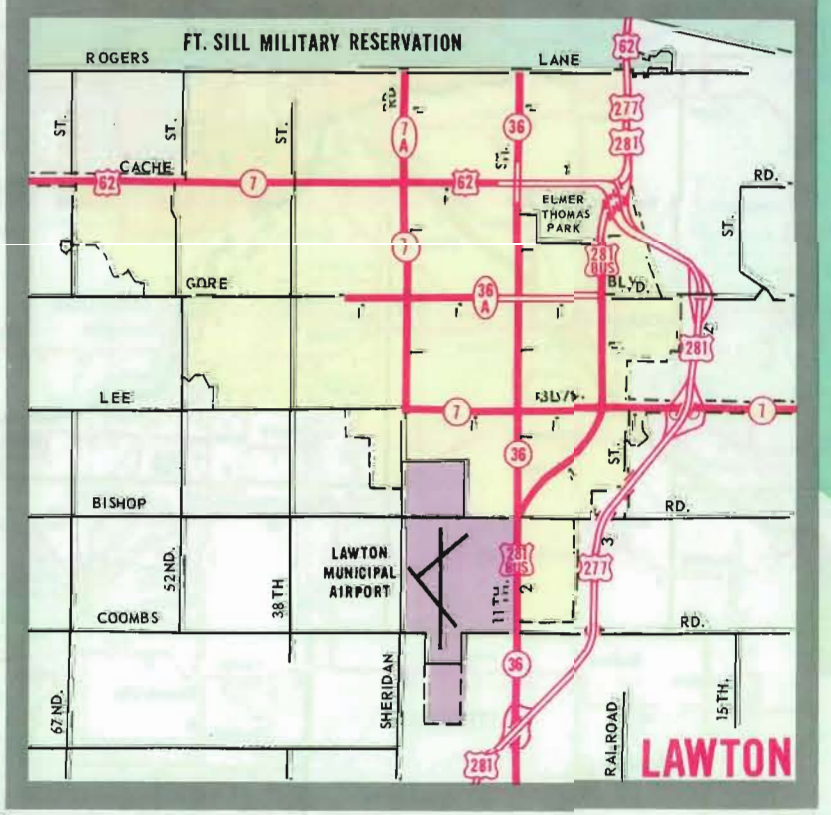 FT. SILL MILITARY RESERVATION
ROGERS
LANE
62
277
281
ST.
ST.
ST.
RD
7
A
36
ST.
CACHE
62
7
62
RD.
ELMER
THOMAS
PARK
ST.
7
281
BUS
GORE
36
A
BLVD.
281
LEE
7
BLVD.
7
36
ST.
BISHOP
RD.
LAWTON
MUNICIPAL
AIRPORT
52ND.
38TH
281
BUS
11TH.
2
3
277
COOMBS
RD.
36
67ND.
SHERIDAN
RAILROAD
15TH.
281
LAWTON